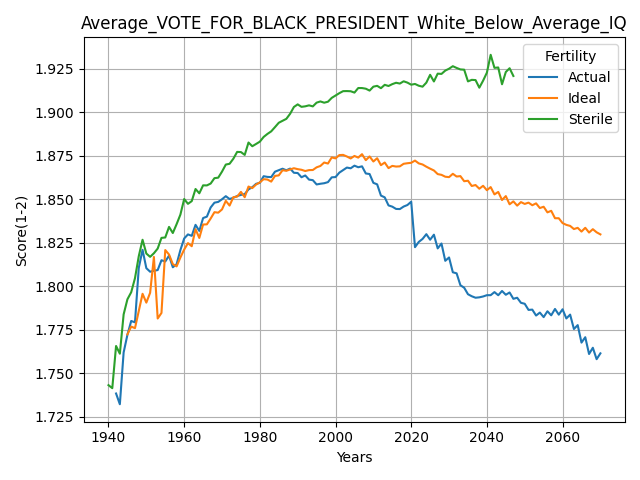 Average_VOTE_FOR_BLACK_PRESIDENT_White_Below_Average_IQ
Fertility
Actual
Ideal
Sterile
Score(1-2)
1.925
1.900
1.875
1.850
1.825
1.800
1.775
1.750
1.725
1940 1960 1980 2000 2020 2040 2060
Years